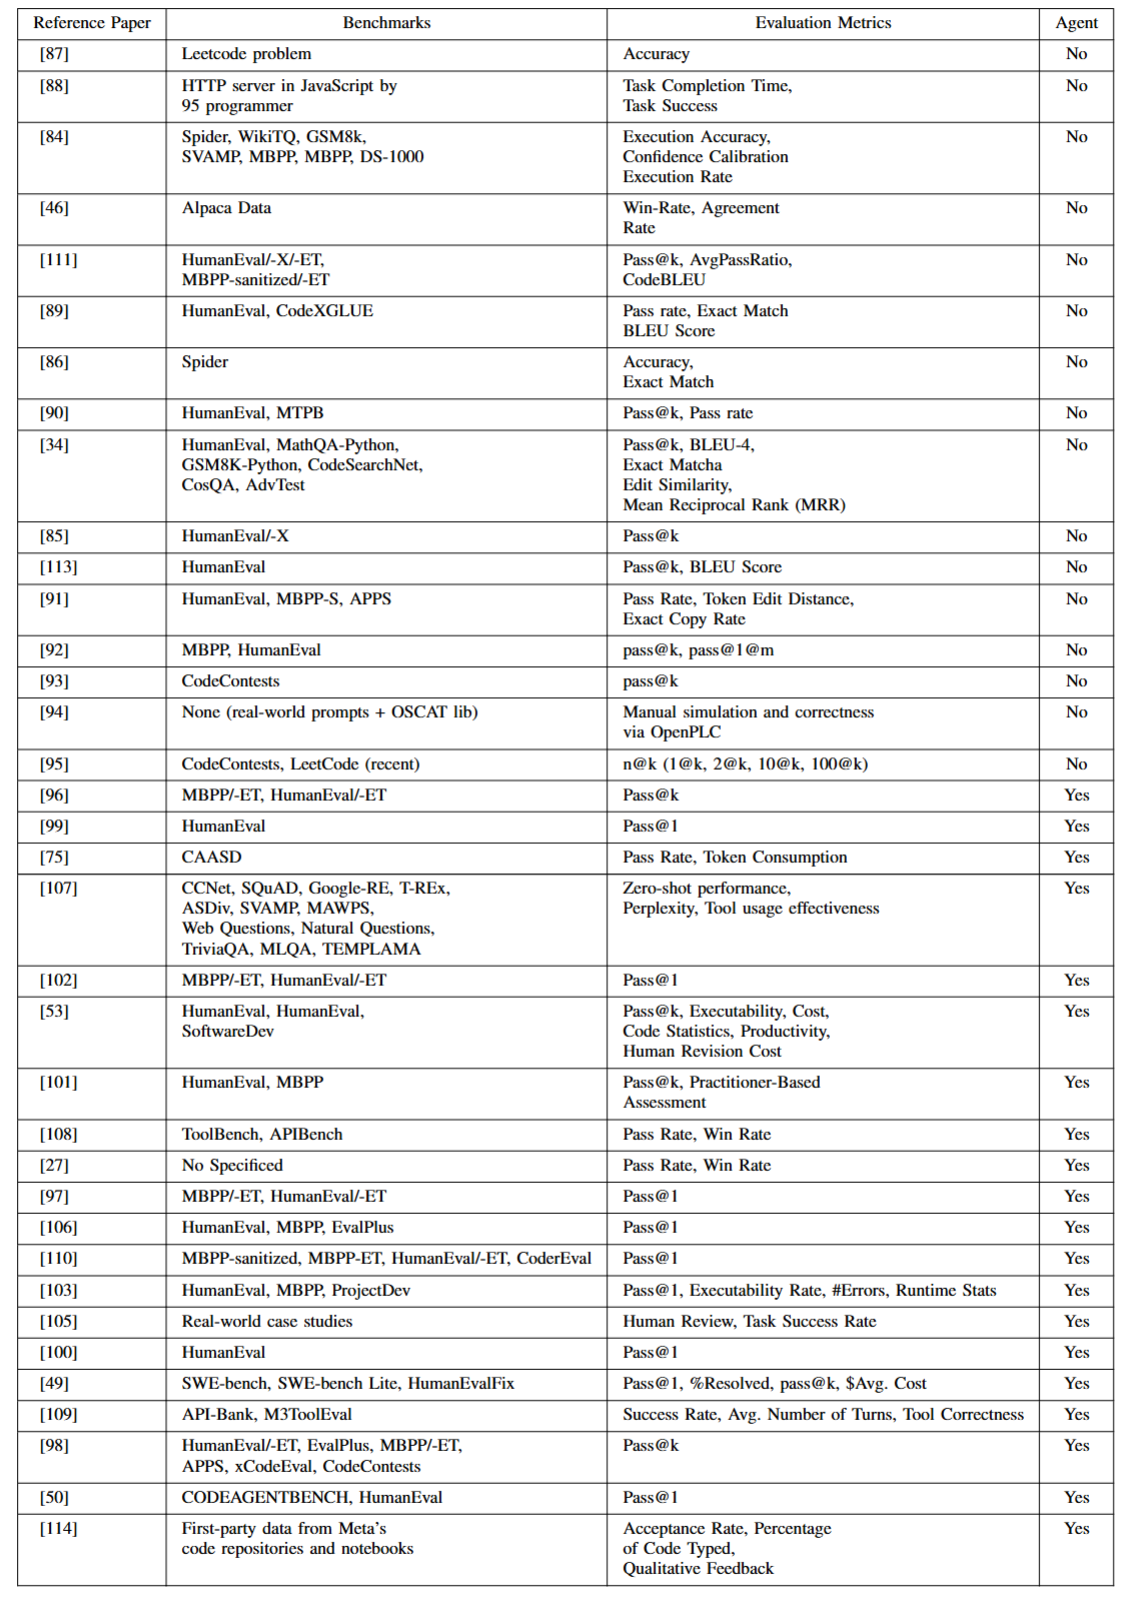 Reference Paper Benchmarks Evaluation Metrics Agent
[87] Leetcode problem Accuracy No
[88] HTTP server in JavaScript by Task Completion Time, No
95 programmer Task Success
[84] Spider, WikiTQ, GSM8k, Execution Accuracy, No
SVAMP, MBPP, MBPP, DS-1000 Confidence Calibration
Execution Rate
[46] Alpaca Data Win-Rate, Agreement No
Rate
[111] HumanEval/-X/-ET, Pass@k, AvgPassRatio, No
MBPP-sanitized/-ET CodeBLEU
[89] HumanEval, CodeXGLUE Pass rate, Exact Match No
BLEU Score
[86] Spider Accuracy, No
Exact Match
[90] HumanEval, MTPB Pass@k, Pass rate No
[34] HumanEval, MathQA-Python, Pass@k, BLEU-4, No
GSM8K-Python, CodeSearchNet, Exact Matcha
CosQA, AdvTest Edit Similarity,
Mean Reciprocal Rank (MRR)
[85] HumanEval/-X Pass@k No
[113] HumanEval Pass@k, BLEU Score No
[91] HumanEval, MBPP-S, APPS Pass Rate, Token Edit Distance, No
Exact Copy Rate
[92] MBPP, HumanEval pass@k, pass@1@m No
[93] CodeContests pass@k No
[94] None (real-world prompts + OSCAT lib) Manual simulation and correctness No
via OpenPLC
[95] CodeContests, LeetCode (recent) n@k (1@k, 2@k, 10@k, 100@k) No
[96] MBPP/-ET, HumanEval/-ET Pass@k Yes
[99] HumanEval Pass@1 Yes
[75] CAASD Pass Rate, Token Consumption Yes
[107] CCNet, SQuAD, Google-RE, T-REx, Zero-shot performance, Yes
ASDiv, SVAMP, MAWPS, Perplexity, Tool usage effectiveness
Web Questions, Natural Questions,
TriviaQA, MLQA, TEMPLAMA
[102] MBPP/-ET, HumanEval/-ET Pass@1 Yes
[53] HumanEval, HumanEval, Pass@k, Executability, Cost, Yes
SoftwareDev Code Statistics, Productivity,
Human Revision Cost
[101] HumanEval, MBPP Pass@k, Practitioner-Based Yes
Assessment
[108] ToolBench, APIBench Pass Rate, Win Rate Yes
[27] No Specificed Pass Rate, Win Rate Yes
[97] MBPP/-ET, HumanEval/-ET Pass@1 Yes
[106] HumanEval, MBPP, EvalPlus Pass@1 Yes
[110] MBPP-sanitized, MBPP-ET, HumanEval/-ET, CoderEval Pass@1 Yes
[103] HumanEval, MBPP, ProjectDev Pass@1, Executability Rate, #Errors, Runtime Stats Yes
[105] Real-world case studies Human Review, Task Success Rate Yes
[100] HumanEval Pass@1 Yes
[49] SWE-bench, SWE-bench Lite, HumanEvalFix Pass@1, %Resolved, pass@k, $Avg. Cost Yes
[109] API-Bank, M3ToolEval Success Rate, Avg. Number of Turns, Tool Correctness Yes
[98] HumanEval/-ET, EvalPlus, MBPP/-ET, Pass@k Yes
APPS, xCodeEval, CodeContests
[50] CODEAGENTBENCH, HumanEval Pass@1 Yes
[114] First-party data from Meta's Acceptance Rate, Percentage Yes
code repositories and notebooks of Code Typed,
Qualitative Feedback